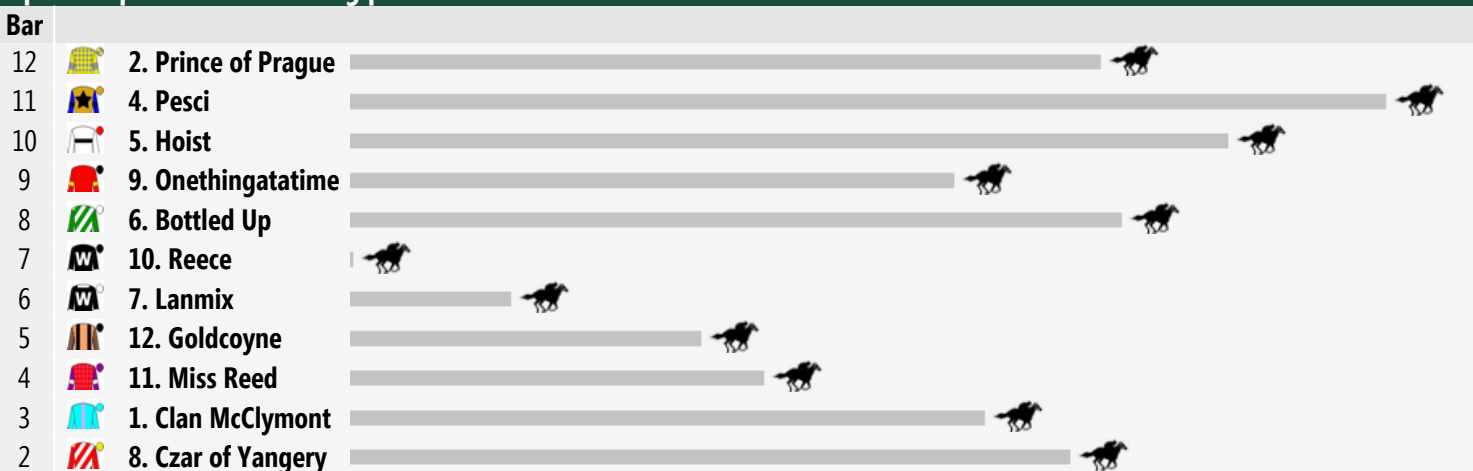 Bar
12 2. Prince of Prague
11 4. Pesci
10 5. Hoist
9 9. Onethingatatime
8 6. Bottled Up
7 W 10. Reece
6 W 7. Lanmix
5 12. Goldcoyne
4 11. Miss Reed
3 1. Clan McClymont
2 8. Czar of Yangery